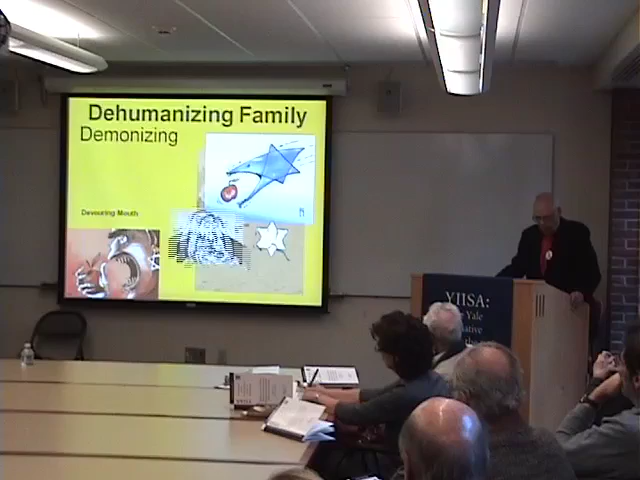 Dehumanizing Family
Demonizing
Devouring Mouth
YIISA:
Yale